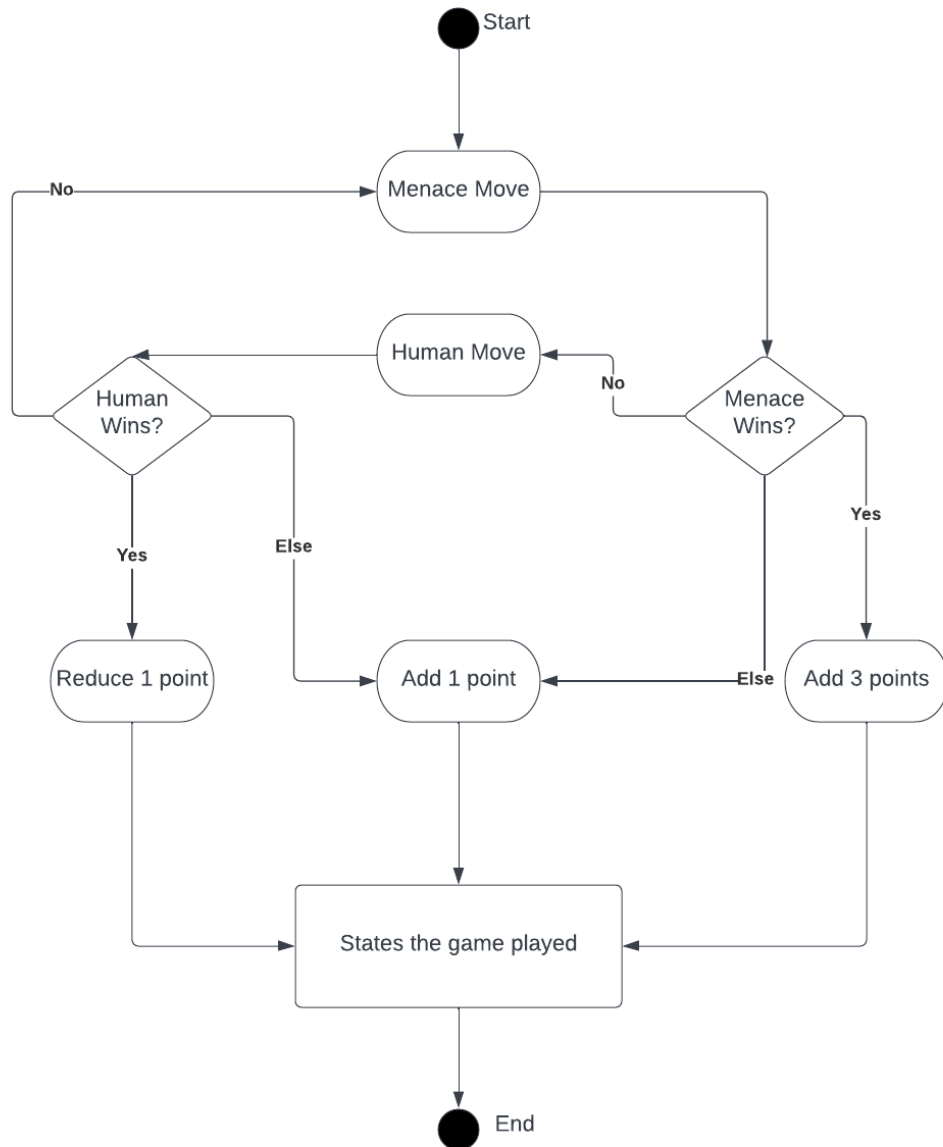 Start
No
Menace Move
Human Move
No
Human
Wins?
Menace
Wins?
Yes
Else
Yes
Reduce 1 point
Add 1 point
Else
Add 3 points
States the game played
End